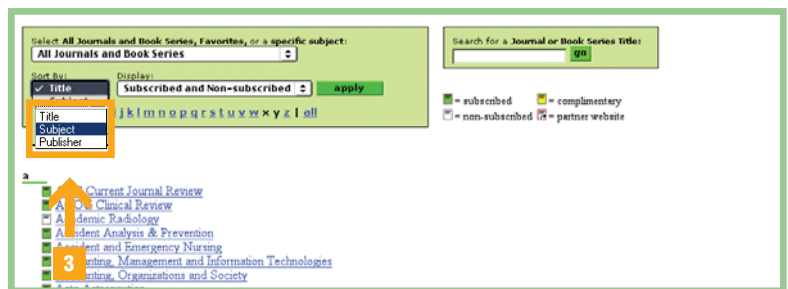 Select All Journals and Book Series, Favorites, or a specific subject:
All Journals and Book Series
Sort By: Display:
✓ Title Subscribed and Non-subscribed apply
j k l m n o p q r s t u v w x y z | all
Title
Subject
Publisher
Search for a Journal or Book Series Title:
go
= subscribed = complimentary
= non-subscribed = partner website
a
Current Journal Review
Clinical Review
Academic Radiology
Accident Analysis & Prevention
Accident and Emergency Nursing
Accounting, Management and Information Technologies
Accounting, Organizations and Society
3